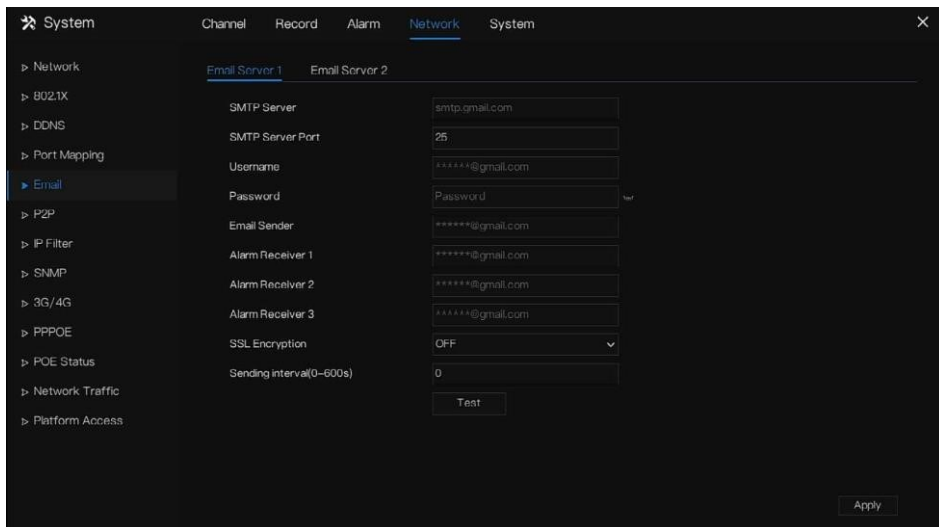 System
Channel Record Alarm Network System
Network
802.1X
DDNS
Port Mapping
Email
P2P
IP Filter
SNMP
3G/4G
PPPOE
POE Status
Network Traffic
Platform Access
Email Server 1 Email Server 2
SMTP Server smtp.gmail.com
SMTP Server Port 25
Username ******@gmail.com
Password Password
Email Sender ******@gmail.com
Alarm Receiver 1 ******@gmail.com
Alarm Receiver 2 ******@gmail.com
Alarm Receiver 3 ******@gmail.com
SSL Encryption OFF
Sending interval(0-600s) 0
Test
Apply